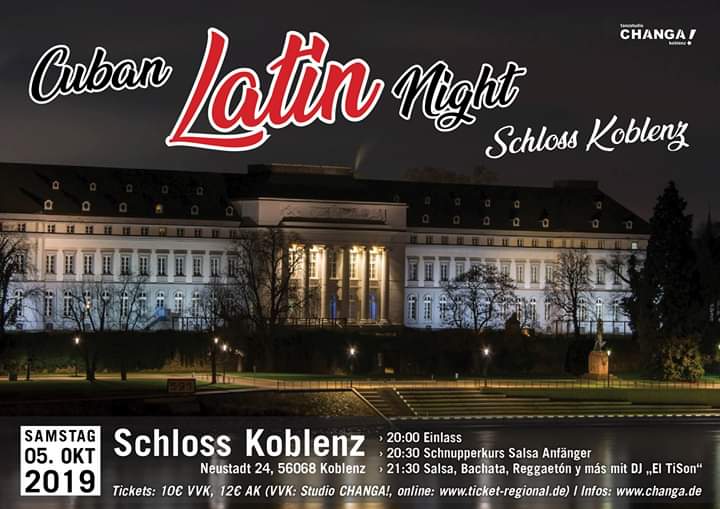 tanzstudio
CHANGA!
koblenz
Cuban Latin Night
Schloss Koblenz
SAMSTAG
05. OKT
2019
Schloss Koblenz
Neustadt 24, 56068 Koblenz
› 20:00 Einlass
› 20:30 Schnupperkurs Salsa Anfänger
› 21:30 Salsa, Bachata, Reggaetón y más mit DJ „El TiSon“
Tickets: 10€ VVK, 12€ AK (VVK: Studio CHANGA!, online: www.ticket-regional.de) I Infos: www.changa.de